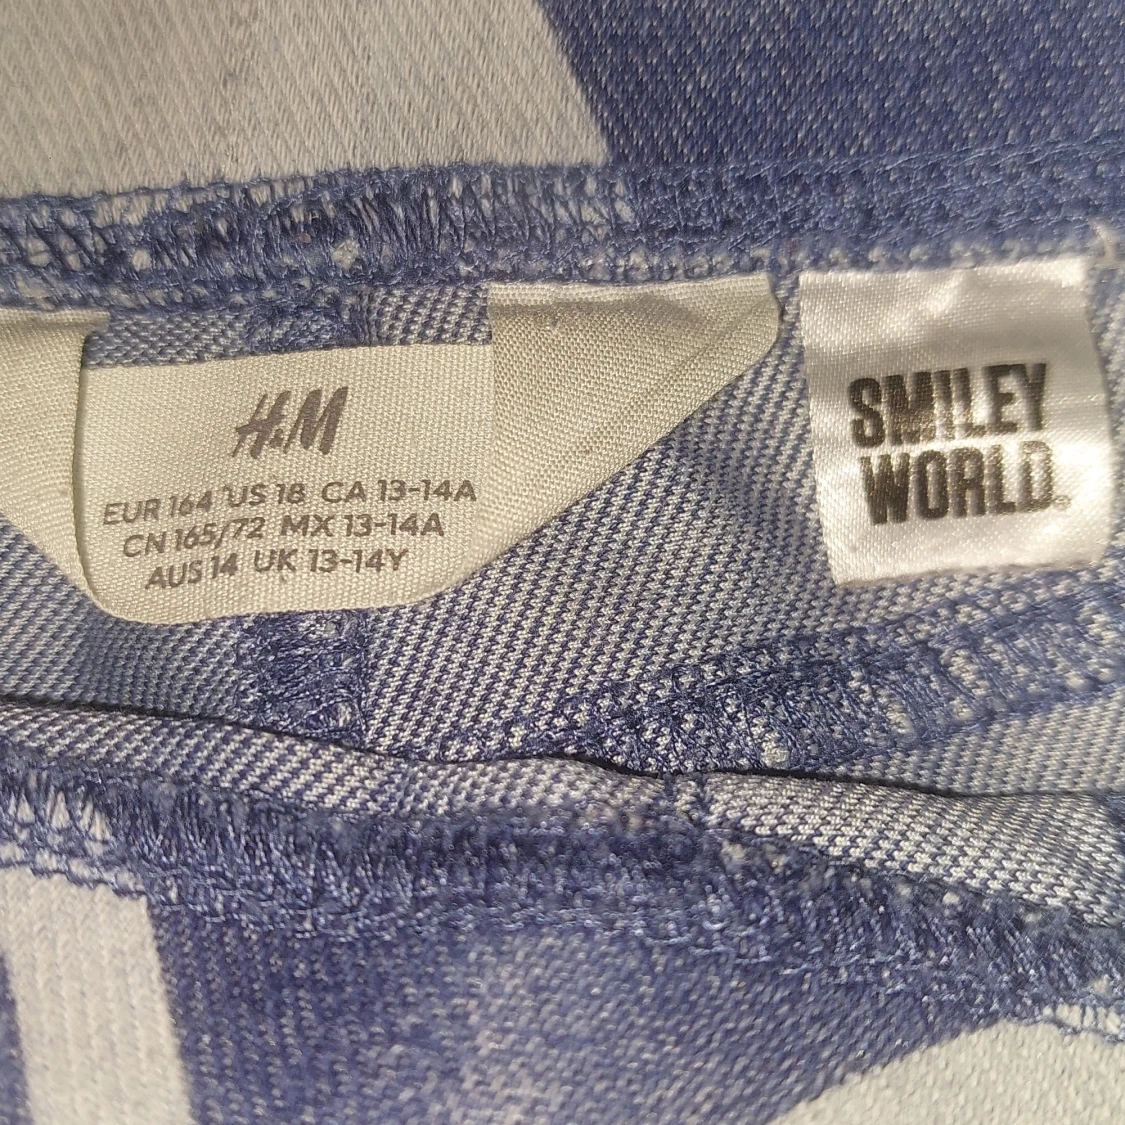 H&M
EUR 164 US 18 CA 13-14A
CN 165/72 MX 13-14A
AUS 14 UK 13-14Y
SMILEY
WORLD®